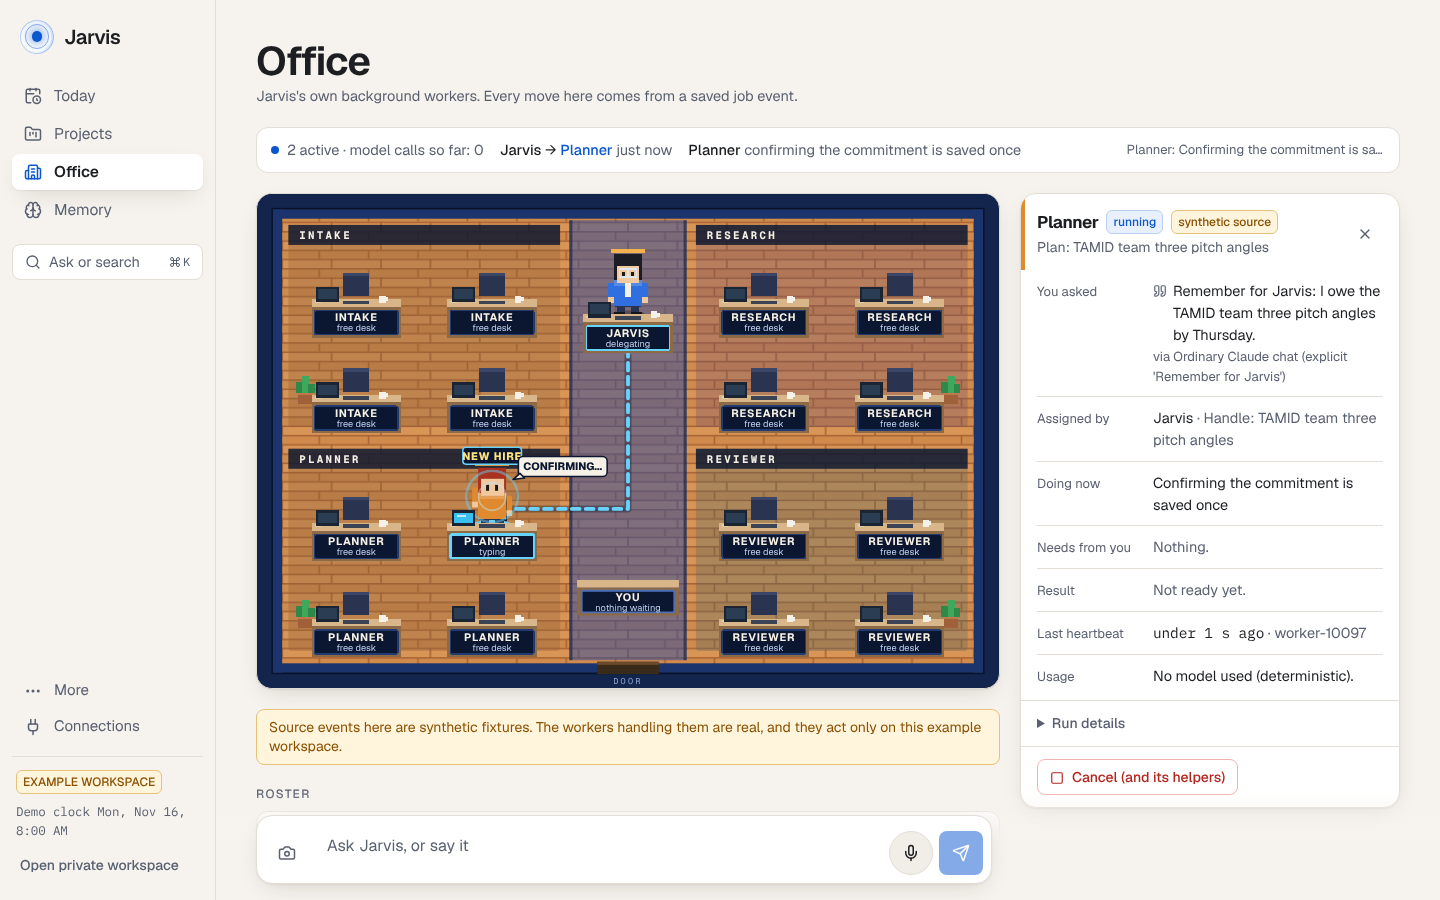 Jarvis
Today
Projects
Office
Memory
Ask or search ⌘K
More
Connections
EXAMPLE WORKSPACE
Demo clock Mon, Nov 16,
8:00 AM
Open private workspace
Office
Jarvis's own background workers. Every move here comes from a saved job event.
2 active · model calls so far: 0 Jarvis → Planner just now Planner confirming the commitment is saved once Planner: Confirming the commitment is sa...
INTAKE
INTAKE
free desk
INTAKE
free desk
INTAKE
free desk
INTAKE
free desk
JARVIS
delegating
RESEARCH
RESEARCH
free desk
RESEARCH
free desk
RESEARCH
free desk
RESEARCH
free desk
PLANNER
NEW HIRE
CONFIRMING...
PLANNER
free desk
PLANNER
typing
PLANNER
free desk
PLANNER
free desk
YOU
nothing waiting
REVIEWER
REVIEWER
free desk
REVIEWER
free desk
REVIEWER
free desk
REVIEWER
free desk
DOOR
Source events here are synthetic fixtures. The workers handling them are real, and they act only on this example
workspace.
ROSTER
Ask Jarvis, or say it
Planner running synthetic source
Plan: TAMID team three pitch angles
You asked
Remember for Jarvis: I owe the
TAMID team three pitch angles
by Thursday.
via Ordinary Claude chat (explicit
'Remember for Jarvis')
Assigned by
Jarvis · Handle: TAMID team three
pitch angles
Doing now
Confirming the commitment is
saved once
Needs from you
Nothing.
Result
Not ready yet.
Last heartbeat
under 1 s ago · worker-10097
Usage
No model used (deterministic).
Run details
Cancel (and its helpers)